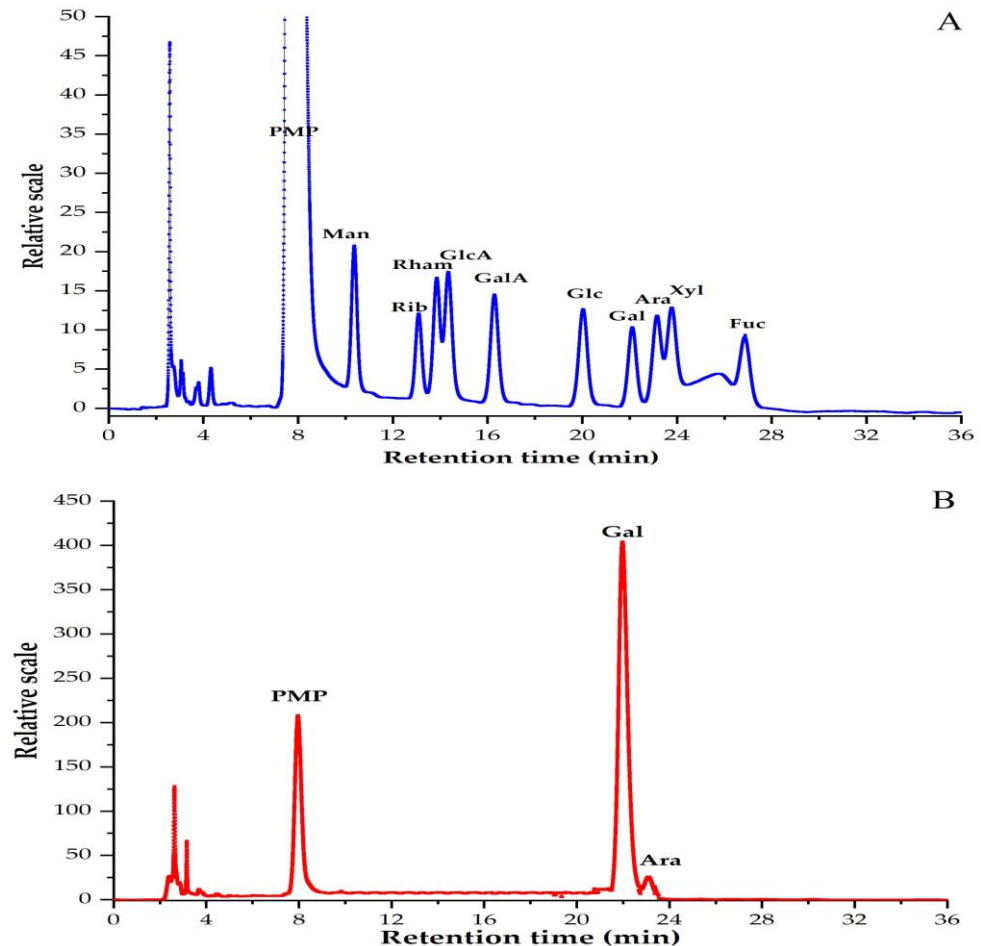 A
50
45
40
35
30
25
20
15
10
5
0
Relative scale
PMP
Man
Rib
Rham
GlcA
GalA
Glc
Gal
Ara
Xyl
Fuc
0 4 8 12 16 20 24 28 32 36
Retention time (min)
B
450
400
350
300
250
200
150
100
50
0
Relative scale
PMP
Gal
Ara
0 4 8 12 16 20 24 28 32 36
Retention time (min)